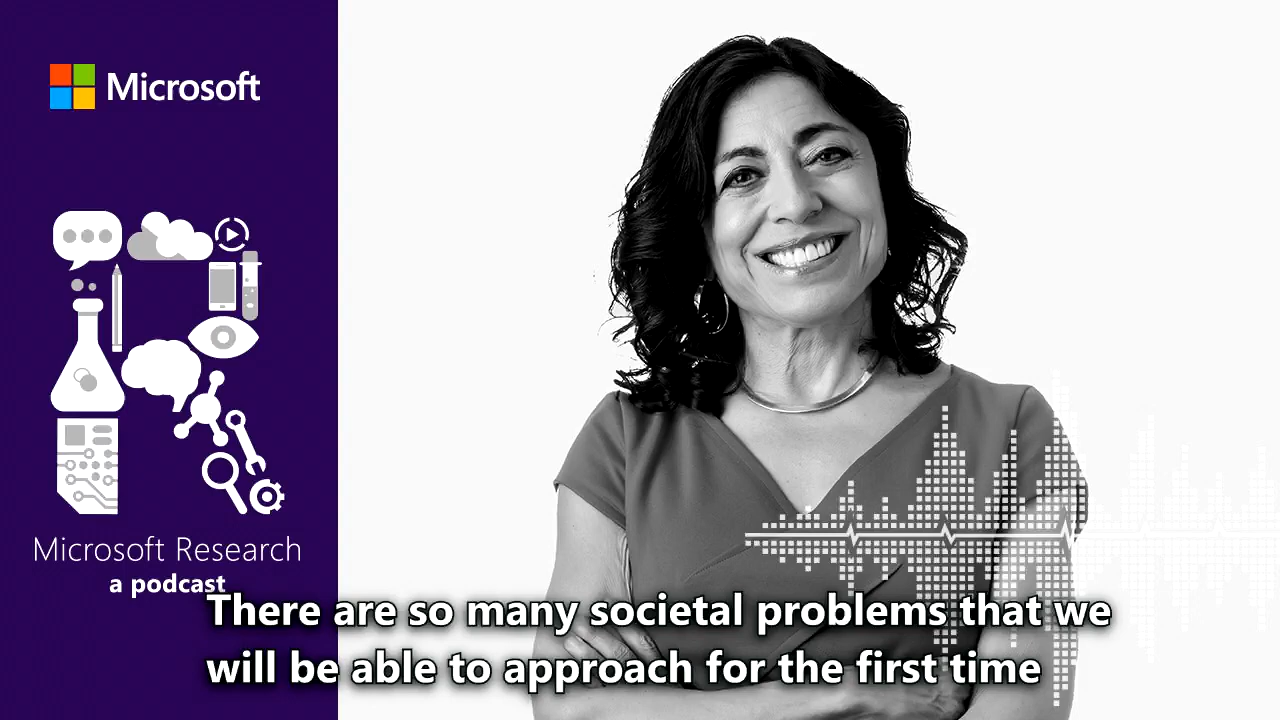 Microsoft
Microsoft Research
a podcast
There are so many societal problems that we
will be able to approach for the first time